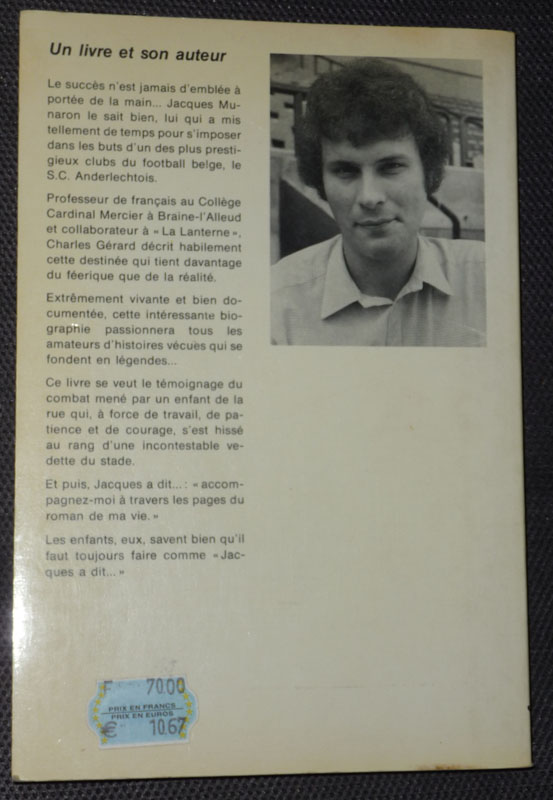 Un livre et son auteur
Le succès n'est jamais d'emblée à
portée de la main... Jacques Mu-
naron le sait bien, lui qui a mis
tellement de temps pour s'imposer
dans les buts d'un des plus presti-
gieux clubs du football belge, le
S.C. Anderlechtois.
Professeur de français au Collège
Cardinal Mercier à Braine-l'Alleud
et collaborateur à « La Lanterne »,
Charles Gérard décrit habilement
cette destinée qui tient davantage
du féerique que de la réalité.
Extrêmement vivante et bien do-
cumentée, cette intéressante bio-
graphie passionnera tous les
amateurs d'histoires vécues qui se
fondent en légendes...
Ce livre se veut le témoignage du
combat mené par un enfant de la
rue qui, à force de travail, de pa-
tience et de courage, s'est hissé
au rang d'une incontestable ve-
dette du stade.
Et puis, Jacques a dit... : « accom-
pagnez-moi à travers les pages du
roman de ma vie. »
Les enfants, eux, savent bien qu'il
faut toujours faire comme « Jac-
ques a dit... »
F 70.00
PRIX EN FRANCS
PRIX EN EUROS
€ 10.67